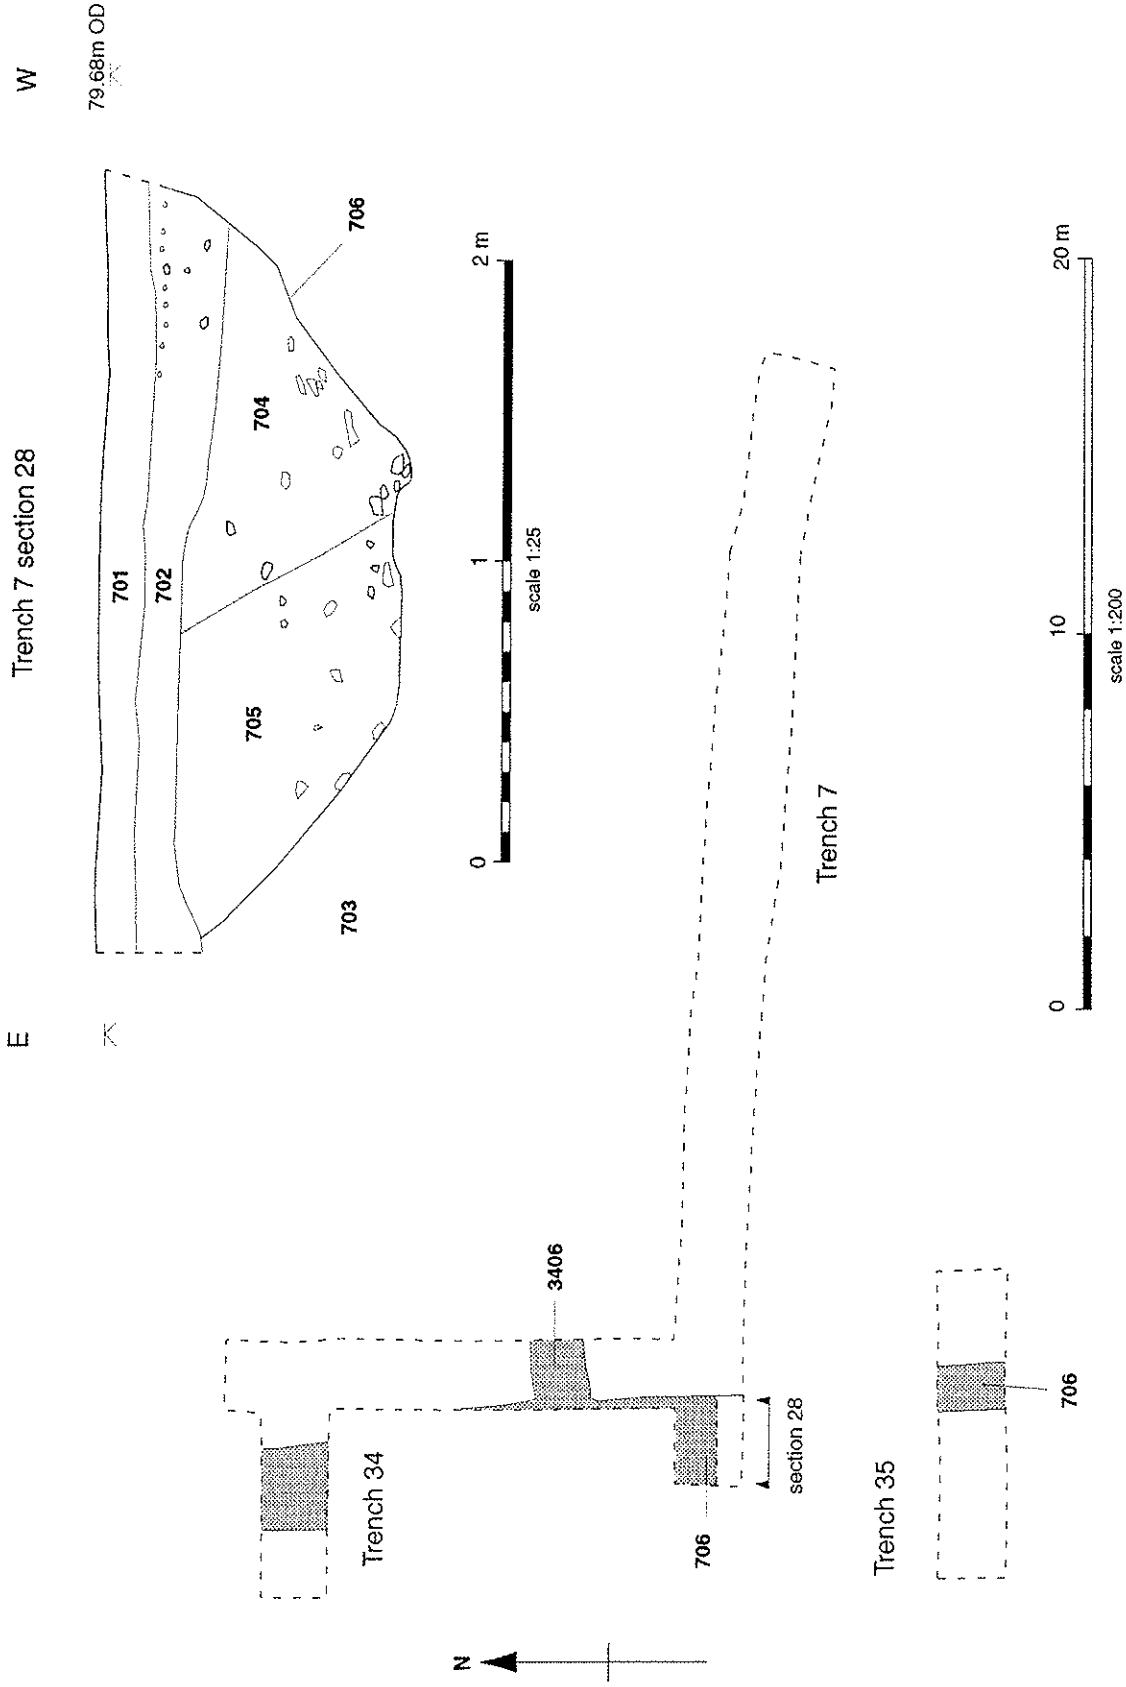 Trench 7 section 28
E
W
79.68m OD
701
702
704
705
706
703
0
1
2 m
scale 1:25
3406
Trench 34
Trench 7
section 28
706
Trench 35
706
N
0
10
20 m
scale 1:200